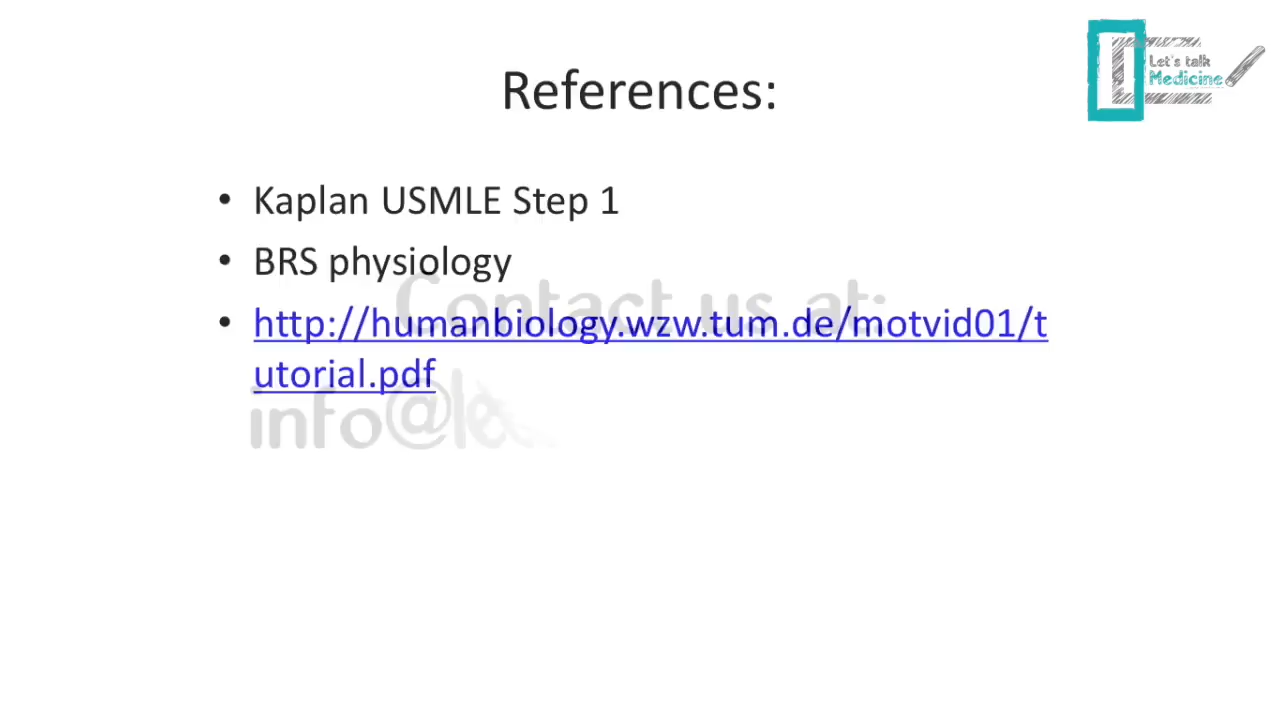 References:
Let's talk
Medicine
• Kaplan USMLE Step 1
• BRS physiology
Contact us at:
• http://humanbiology.wzw.tum.de/motvid01/t
utorial.pdf
info@le